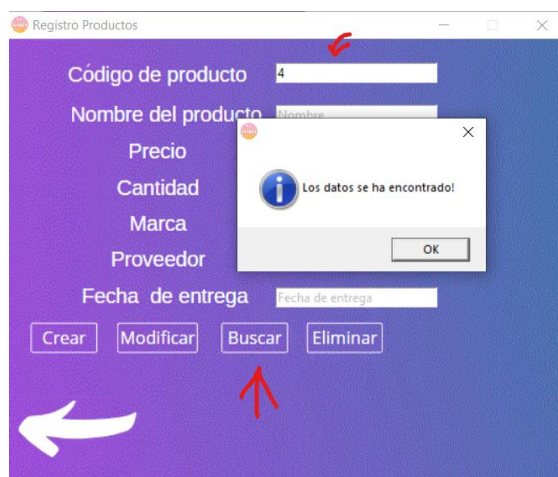 Registro Productos
Código de producto 4
Nombre del producto Nombre
Precio
Los datos se ha encontrado!
Cantidad
Marca
OK
Proveedor
Fecha de entrega Fecha de entrega
Crear Modificar Buscar Eliminar